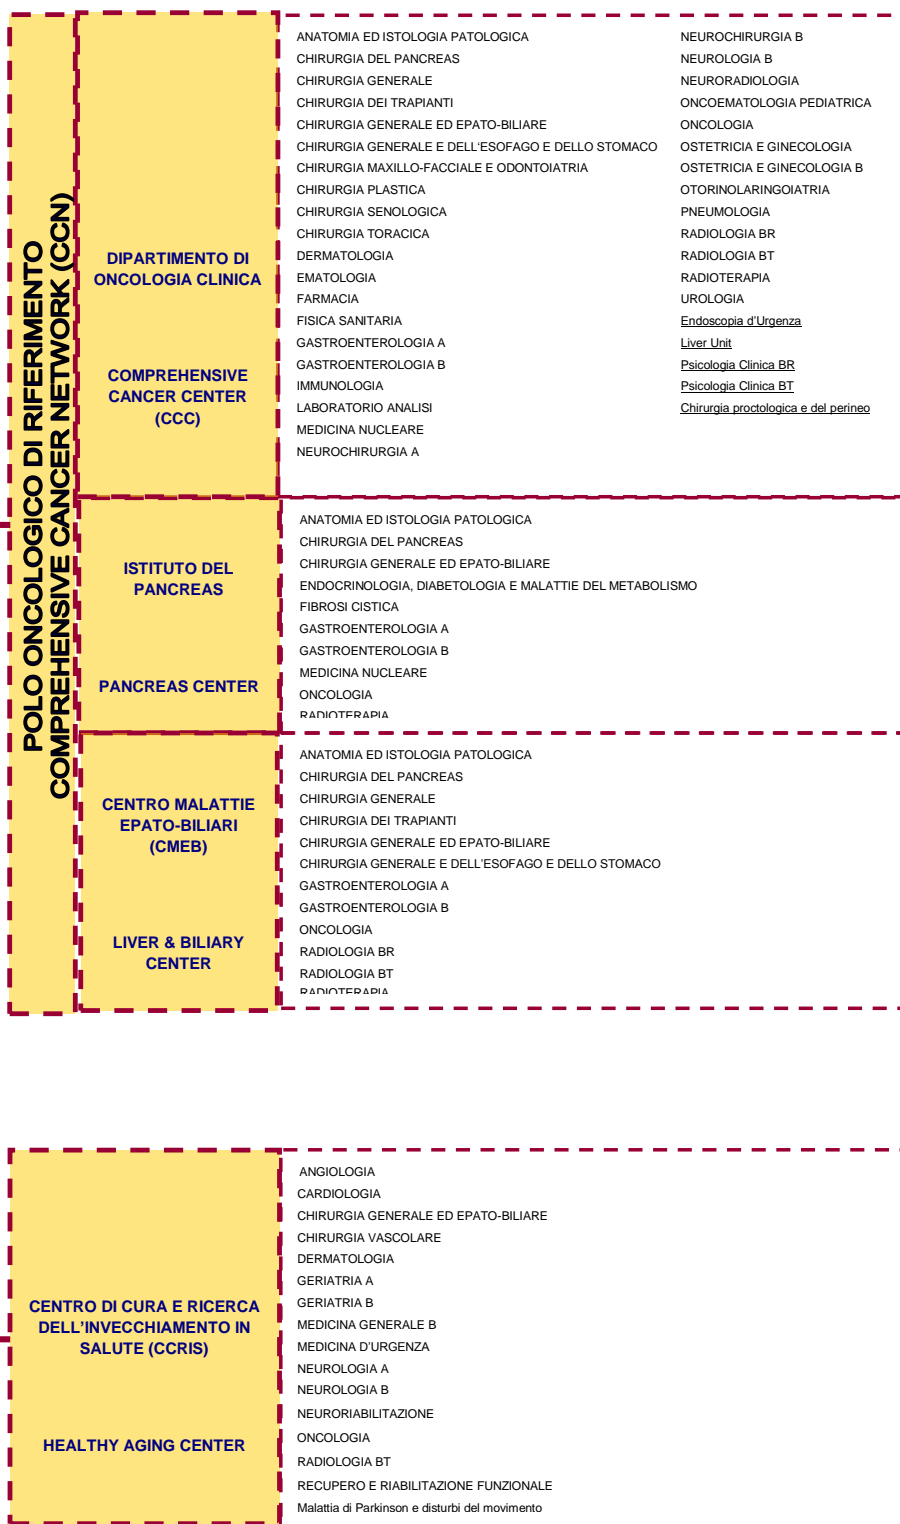 POLO ONCOLOGICO DI RIFERIMENTO
COMPREHENSIVE CANCER NETWORK (CCN)
DIPARTIMENTO DI
ONCOLOGIA CLINICA
COMPREHENSIVE
CANCER CENTER
(CCC)
ANATOMIA ED ISTOLOGIA PATOLOGICA
CHIRURGIA DEL PANCREAS
CHIRURGIA GENERALE
CHIRURGIA DEI TRAPIANTI
CHIRURGIA GENERALE ED EPATO-BILIARE
CHIRURGIA GENERALE E DELL'ESOFAGO E DELLO STOMACO
CHIRURGIA MAXILLO-FACCIALE E ODONTOIATRIA
CHIRURGIA PLASTICA
CHIRURGIA SENOLOGICA
CHIRURGIA TORACICA
DERMATOLOGIA
EMATOLOGIA
FARMACIA
FISICA SANITARIA
GASTROENTEROLOGIA A
GASTROENTEROLOGIA B
IMMUNOLOGIA
LABORATORIO ANALISI
MEDICINA NUCLEARE
NEUROCHIRURGIA A
NEUROCHIRURGIA B
NEUROLOGIA B
NEURORADIOLOGIA
ONCOEMATOLOGIA PEDIATRICA
ONCOLOGIA
OSTETRICIA E GINECOLOGIA
OSTETRICIA E GINECOLOGIA B
OTORINOLARINGOIATRIA
PNEUMOLOGIA
RADIOLOGIA BR
RADIOLOGIA BT
RADIOTERAPIA
UROLOGIA
Endoscopia d'Urgenza
Liver Unit
Psicologia Clinica BR
Psicologia Clinica BT
Chirurgia proctologica e del perineo
ISTITUTO DEL
PANCREAS
PANCREAS CENTER
ANATOMIA ED ISTOLOGIA PATOLOGICA
CHIRURGIA DEL PANCREAS
CHIRURGIA GENERALE ED EPATO-BILIARE
ENDOCRINOLOGIA, DIABETOLOGIA E MALATTIE DEL METABOLISMO
FIBROSI CISTICA
GASTROENTEROLOGIA A
GASTROENTEROLOGIA B
MEDICINA NUCLEARE
ONCOLOGIA
RADIOTERAPIA
CENTRO MALATTIE
EPATO-BILIARI
(CMEB)
LIVER & BILIARY
CENTER
ANATOMIA ED ISTOLOGIA PATOLOGICA
CHIRURGIA DEL PANCREAS
CHIRURGIA GENERALE
CHIRURGIA DEI TRAPIANTI
CHIRURGIA GENERALE ED EPATO-BILIARE
CHIRURGIA GENERALE E DELL'ESOFAGO E DELLO STOMACO
GASTROENTEROLOGIA A
GASTROENTEROLOGIA B
ONCOLOGIA
RADIOLOGIA BR
RADIOLOGIA BT
RADIOTERAPIA
CENTRO DI CURA E RICERCA
DELL'INVECCHIAMENTO IN
SALUTE (CCRIS)
HEALTHY AGING CENTER
ANGIOLOGIA
CARDIOLOGIA
CHIRURGIA GENERALE ED EPATO-BILIARE
CHIRURGIA VASCOLARE
DERMATOLOGIA
GERIATRIA A
GERIATRIA B
MEDICINA GENERALE B
MEDICINA D'URGENZA
NEUROLOGIA A
NEUROLOGIA B
NEURORIABILITAZIONE
ONCOLOGIA
RADIOLOGIA BT
RECUPERO E RIABILITAZIONE FUNZIONALE
Malattia di Parkinson e disturbi del movimento